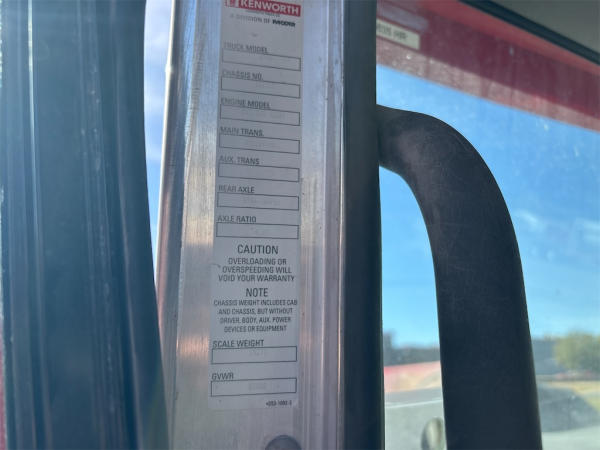 KENWORTH
A DIVISION OF PACCAR
TRUCK MODEL
CHASSIS NO.
ENGINE MODEL
MAIN TRANS.
AUX. TRANS
REAR AXLE
AXLE RATIO
CAUTION
OVERLOADING OR
OVERSPEEDING WILL
VOID YOUR WARRANTY
NOTE
CHASSIS WEIGHT INCLUDES CAB
AND CHASSIS, BUT WITHOUT
DRIVER, BODY, AUX. POWER
DEVICES OR EQUIPMENT
SCALE WEIGHT
GVWR